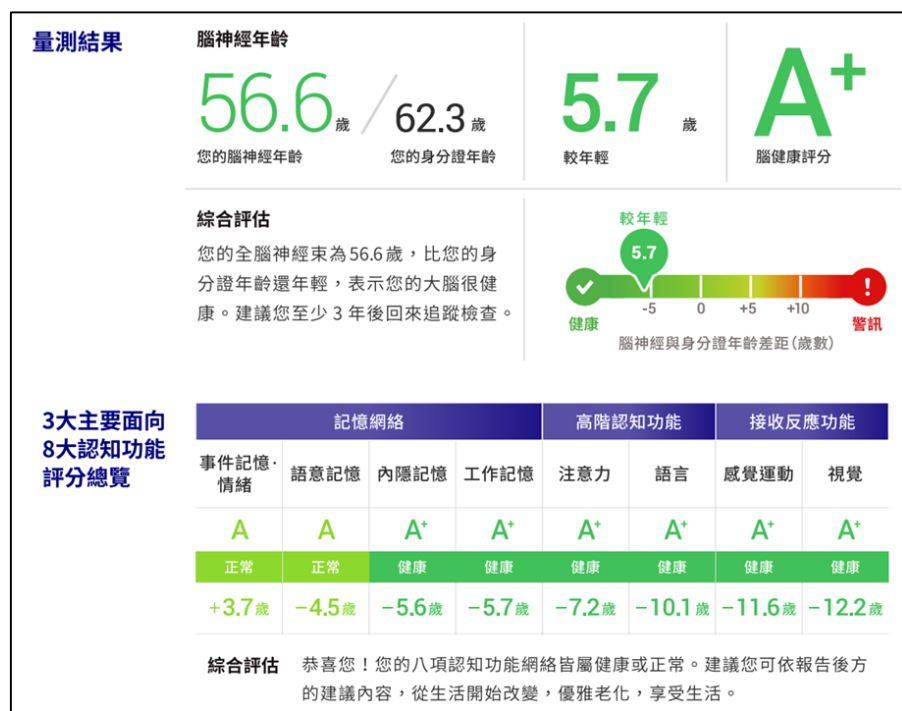 量測結果
腦神經年齡
56.6歲 / 62.3歲
您的腦神經年齡
您的身分證年齡
5.7歲
較年輕
A+
腦健康評分
綜合評估
您的全腦神經束為56.6歲，比您的身
分證年齡還年輕，表示您的大腦很健
康。建議您至少 3 年後回來追蹤檢查。
較年輕
5.7
-5 0 +5 +10
健康
!
警訊
腦神經與身分證年齡差距(歲數)
3大主要面向
8大認知功能
評分總覽
記憶網絡 高階認知功能 接收反應功能
事件記憶·
情緒
語意記憶 內隱記憶 工作記憶 注意力 語言 感覺運動 視覺
A A A+ A+ A+ A+ A+ A+
正常 正常 健康 健康 健康 健康 健康 健康
+3.7歲 −4.5歲 −5.6歲 −5.7歲 −7.2歲 −10.1歲 −11.6歲 −12.2歲
綜合評估
恭喜您！您的八項認知功能網絡皆屬健康或正常。建議您可依報告後方
的建議內容，從生活開始改變，優雅老化，享受生活。